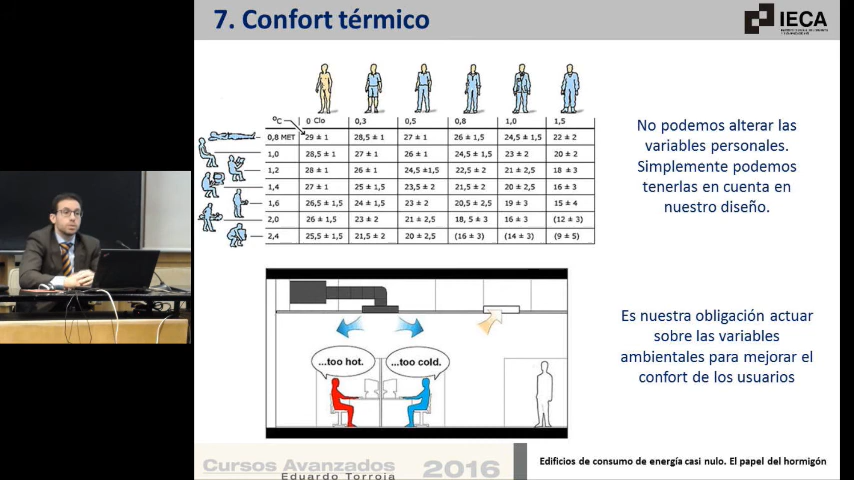 7. Confort térmico
IECA
°C
0 Clo 0,3 0,5 0,8 1,0 1,5
0,8 MET 29 ± 1 28,5 ± 1 27 ± 1 26 ± 1,5 24,5 ± 1,5 22 ± 2
1,0 28,5 ± 1 27 ± 1 26 ± 1 24,5 ± 1,5 23 ± 2 20 ± 2
1,2 28 ± 1 26 ± 1 24,5 ±1,5 22,5 ± 2 21 ± 2,5 18 ± 3
1,4 27 ± 1 25 ± 1,5 23,5 ± 2 21,5 ± 2 20 ± 2,5 16 ± 3
1,6 26,5 ± 1,5 24 ± 1,5 23 ± 2 20,5 ± 2,5 19 ± 3 15 ± 4
2,0 26 ± 1,5 23 ± 2 21 ± 2,5 18, 5 ± 3 16 ± 3 (12 ± 3)
2,4 25,5 ± 1,5 21,5 ± 2 20 ± 2,5 (16 ± 3) (14 ± 3) (9 ± 5)
No podemos alterar las
variables personales.
Simplemente podemos
tenerlas en cuenta en
nuestro diseño.
...too hot.
...too cold.
Es nuestra obligación actuar
sobre las variables
ambientales para mejorar el
confort de los usuarios
Cursos Avanzados 2016
Eduardo Torroja
Edificios de consumo de energía casi nulo. El papel del hormigón